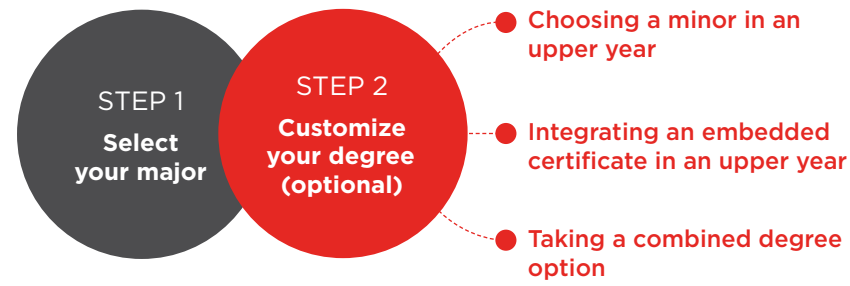 STEP 1
Select
your major
STEP 2
Customize
your degree
(optional)
Choosing a minor in an
upper year
Integrating an embedded
certificate in an upper year
Taking a combined degree
option